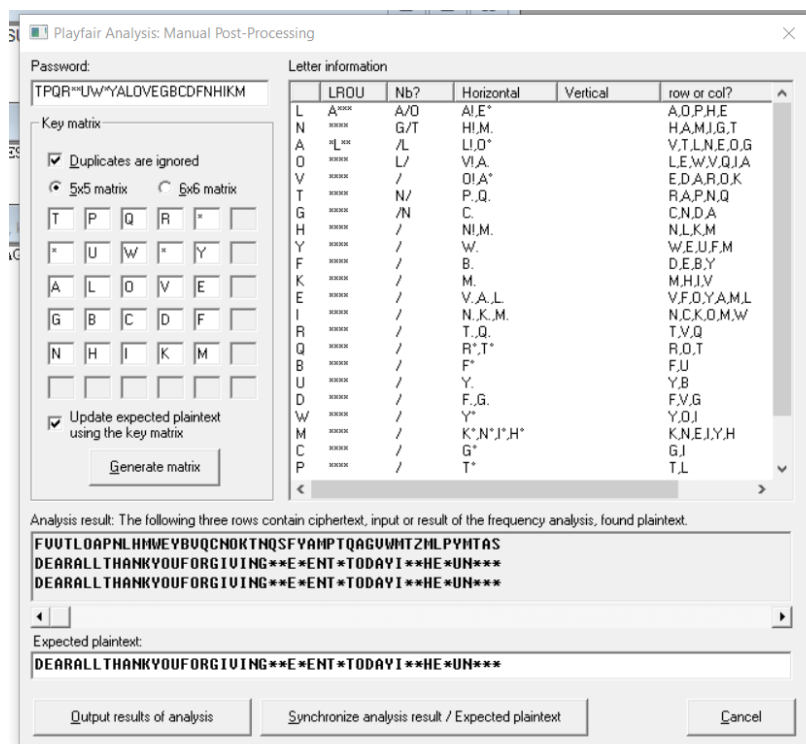 Playfair Analysis: Manual Post-Processing
Password:
TPQR**UW*YALOVEGBCDFNHIKM
Key matrix
Duplicates are ignored
5x5 matrix 6x6 matrix
T P Q R *
* U W * Y
A L O V E
G B C D F
N H I K M
Update expected plaintext
using the key matrix
Generate matrix
Letter information
LROU Nb? Horizontal Vertical row or col?
L A*** A/O A!,E* A,O,P,H,E
N **** G/T H!,M. H,A,M,I,G,T
A *L** /L L!,O* V,T,L,N,E,O,G
O **** L/ V!,A. L,E,W,V,Q,I,A
V **** O!,A* E,D,A,R,O,K
T **** N/ P.,Q. R,A,P,N,Q
G **** /N C. C,N,D,A
H **** / N!,M. N,L,K,M
Y **** / W. W,E,U,F,M
F **** / B. D,E,B,Y
K **** / M. M,H,I,V
E **** / V.,A.,L. V,F,O,Y,A,M,L
I **** / N.,K.,M. N,C,K,O,M,W
R **** / T.,Q. T,V,Q
Q **** / R*,T* R,O,T
B **** / F* F,U
U **** / Y. Y,B
D **** / F.,G. F,V,G
W **** / Y* Y,O,I
M **** / K*,N*,I*,H* K,N,E,I,Y,H
C **** / G* G,I
P **** / T* T,L
Analysis result: The following three rows contain ciphertext, input or result of the frequency analysis, found plaintext.
FVVTLOAPNLHMWEYBVQCNOKTNQSFYAMPTQAGVWMTZMLPYMTAS
DEARALLTHANKYOUFORGIVING**E*ENT*TODAYI**HE*UN***
DEARALLTHANKYOUFORGIVING**E*ENT*TODAYI**HE*UN***
Expected plaintext:
DEARALLTHANKYOUFORGIVING**E*ENT*TODAYI**HE*UN***
Output results of analysis
Synchronize analysis result / Expected plaintext
Cancel